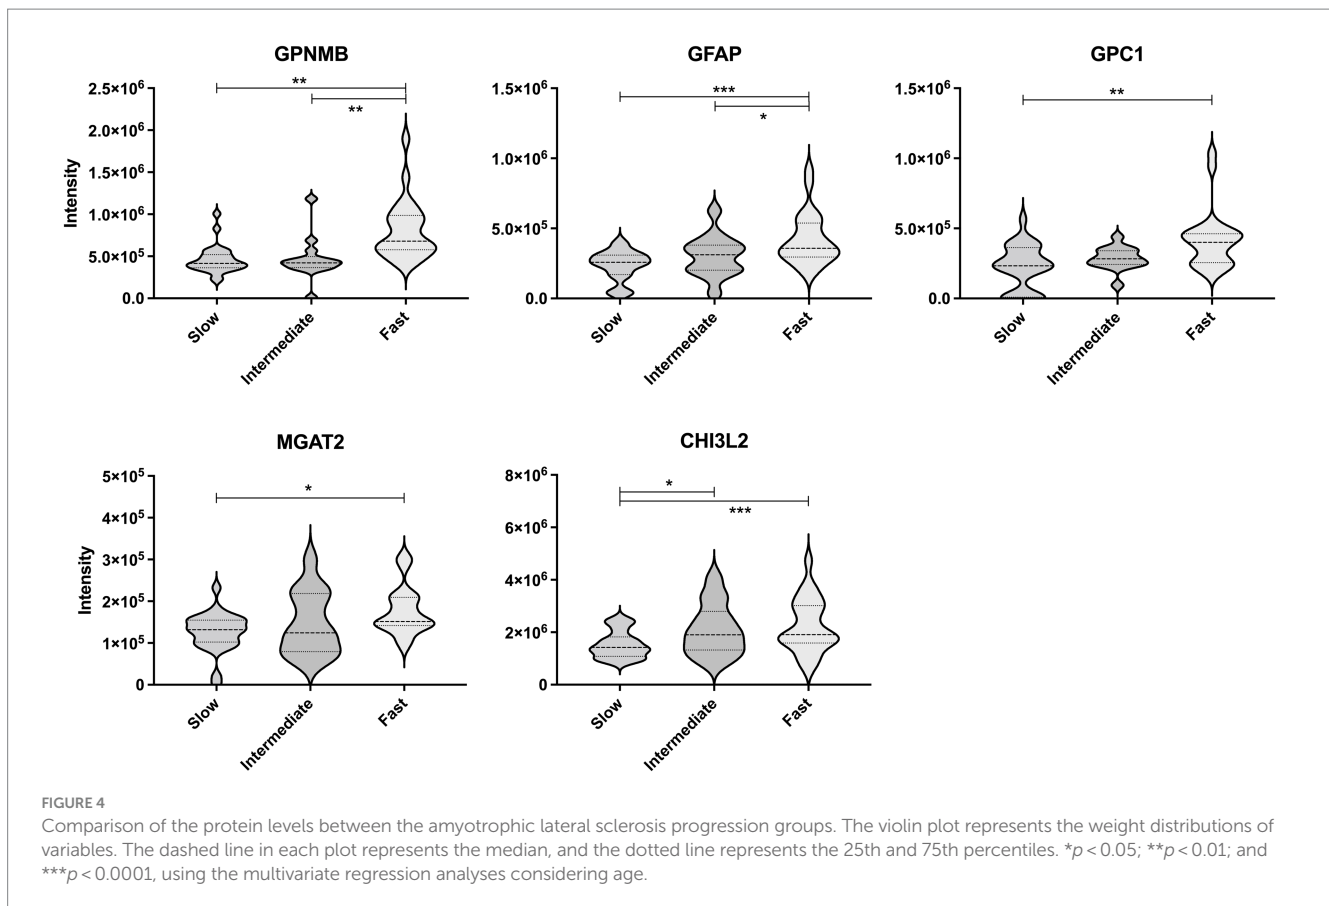 GPNMB
**
**
2.5×10⁶
2.0×10⁶
1.5×10⁶
1.0×10⁶
5.0×10⁵
0.0
Intensity
Slow
Intermediate
Fast
GFAP
***
*
1.5×10⁶
1.0×10⁶
5.0×10⁵
0.0
Slow
Intermediate
Fast
GPC1
**
1.5×10⁶
1.0×10⁶
5.0×10⁵
0.0
Slow
Intermediate
Fast
MGAT2
*
5×10⁵
4×10⁵
3×10⁵
2×10⁵
1×10⁵
0
Intensity
Slow
Intermediate
Fast
CHI3L2
*
***
8×10⁶
6×10⁶
4×10⁶
2×10⁶
0
Slow
Intermediate
Fast
FIGURE 4
Comparison of the protein levels between the amyotrophic lateral sclerosis progression groups. The violin plot represents the weight distributions of
variables. The dashed line in each plot represents the median, and the dotted line represents the 25th and 75th percentiles. *p < 0.05; **p < 0.01; and
***p < 0.0001, using the multivariate regression analyses considering age.